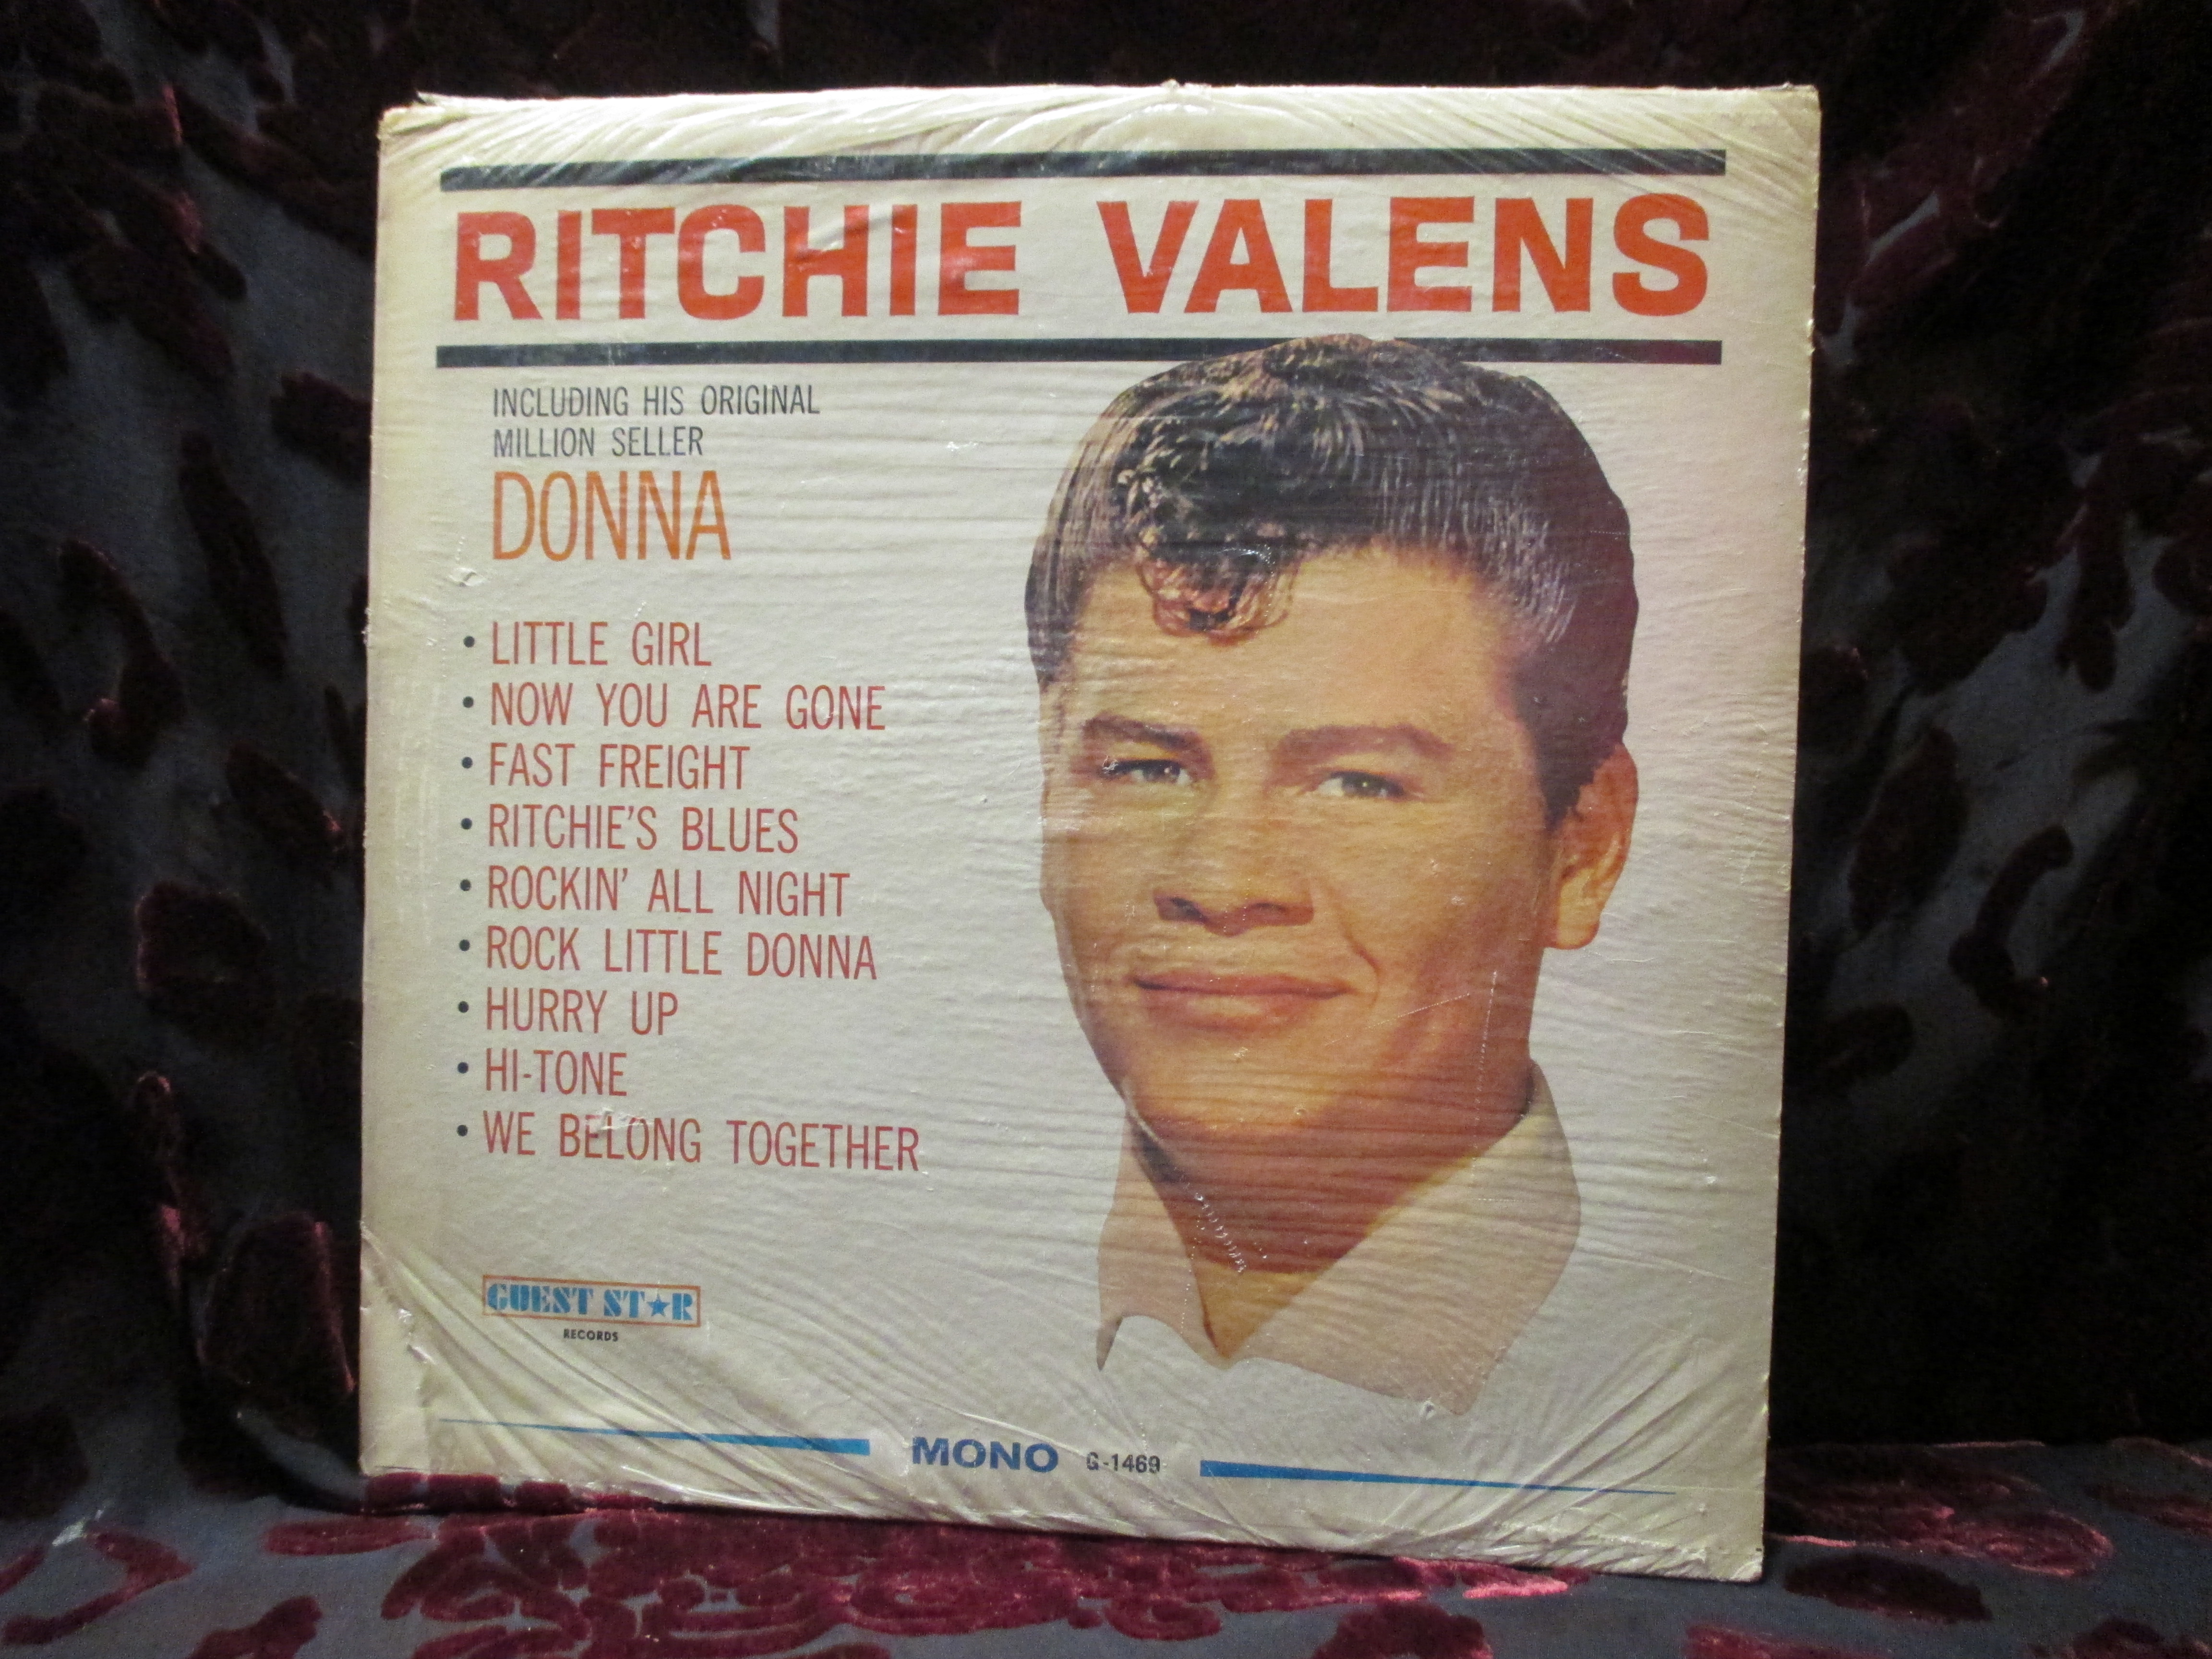 RITCHIE VALENS
INCLUDING HIS ORIGINAL
MILLION SELLER
DONNA
• LITTLE GIRL
• NOW YOU ARE GONE
• FAST FREIGHT
• RITCHIE'S BLUES
• ROCKIN' ALL NIGHT
• ROCK LITTLE DONNA
• HURRY UP
• HI-TONE
• WE BELONG TOGETHER
GUEST ST★R
RECORDS
MONO G-1469